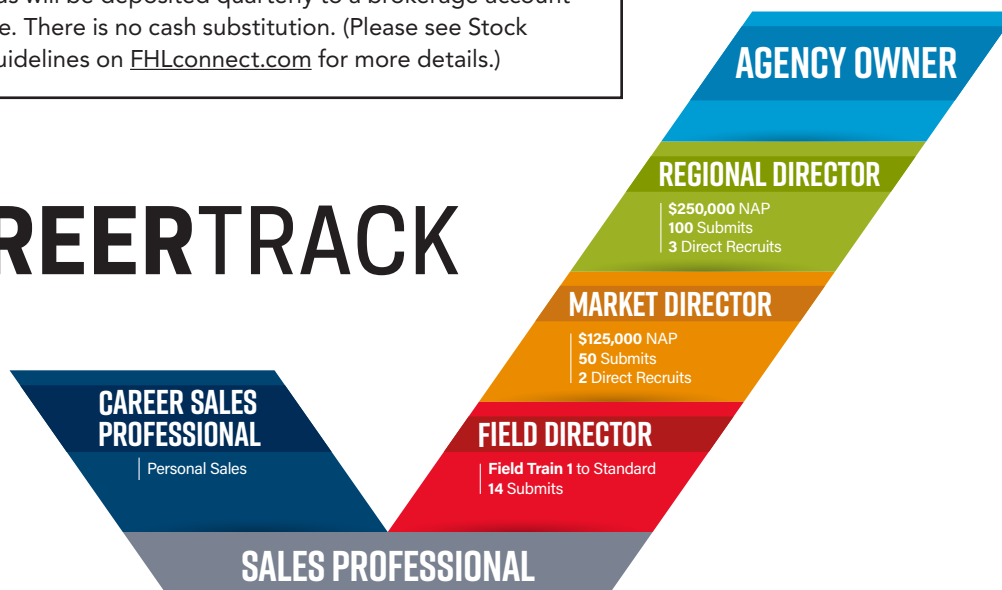 will be deposited quarterly to a brokerage account
There is no cash substitution. (Please see Stock
on FHLconnect.com for more details.)
REERTRACK
AGENCY OWNER
REGIONAL DIRECTOR
$250,000 NAP
100 Submits
3 Direct Recruits
MARKET DIRECTOR
$125,000 NAP
50 Submits
2 Direct Recruits
FIELD DIRECTOR
Field Train 1 to Standard
14 Submits
CAREER SALES
PROFESSIONAL
Personal Sales
SALES PROFESSIONAL